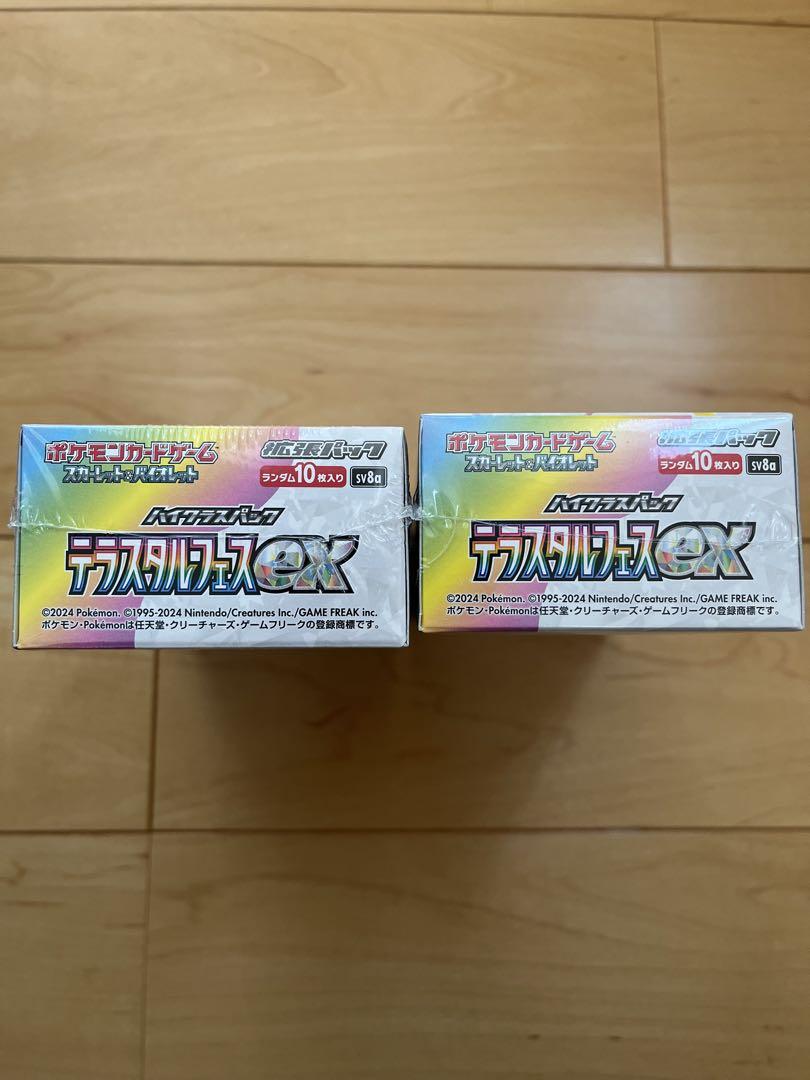 ポケモンカードゲーム
スカーレット&バイオレット
拡張パック
ランダム10枚入り sv8a
ハイクラスパック
テラスタルフェスex
©2024 Pokémon. ©1995-2024 Nintendo/Creatures Inc./GAME FREAK inc.
ポケモン・Pokémonは任天堂・クリーチャーズ・ゲームフリークの登録商標です。
ポケモンカードゲーム
スカーレット&バイオレット
拡張パック
ランダム10枚入り sv8a
ハイクラスパック
テラスタルフェスex
©2024 Pokémon. ©1995-2024 Nintendo/Creatures Inc./GAME FREAK inc.
ポケモン・Pokémonは任天堂・クリーチャーズ・ゲームフリークの登録商標です。